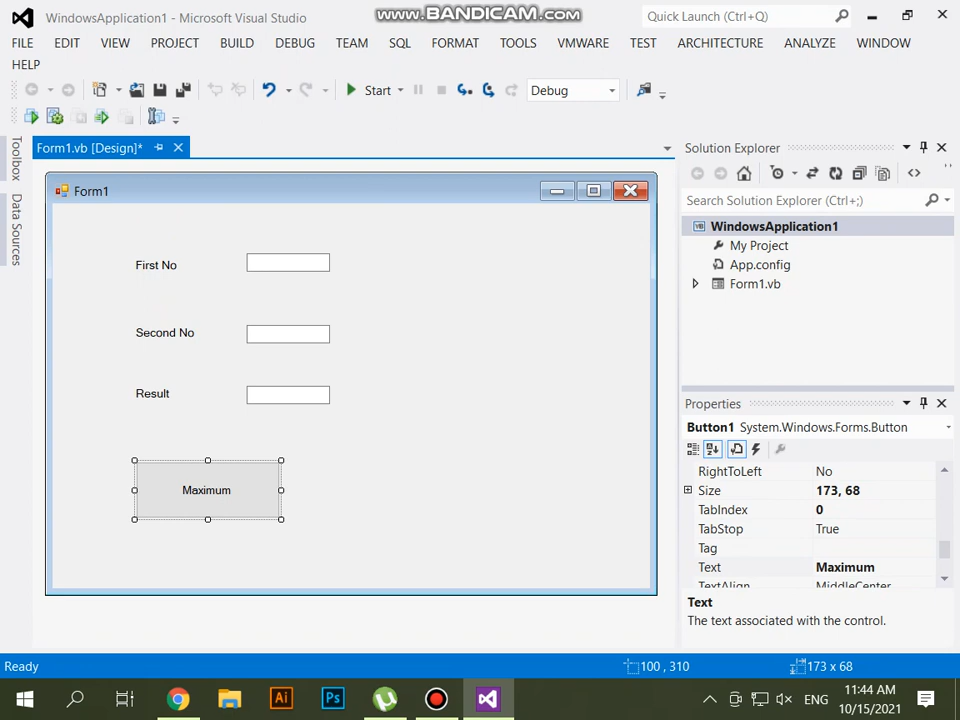 WindowsApplication1 - Microsoft Visual Studio
www.BANDICAM.com
Quick Launch (Ctrl+Q)
FILE EDIT VIEW PROJECT BUILD DEBUG TEAM SQL FORMAT TOOLS VMWARE TEST ARCHITECTURE ANALYZE WINDOW
HELP
Start Debug
Toolbox
Data Sources
Form1.vb [Design]*
Form1
First No
Second No
Result
Maximum
Solution Explorer
Search Solution Explorer (Ctrl+;)
WindowsApplication1
My Project
App.config
Form1.vb
Properties
Button1 System.Windows.Forms.Button
RightToLeft No
Size 173, 68
TabIndex 0
TabStop True
Tag
Text Maximum
TextAlign MiddleCenter
Text
The text associated with the control.
Ready 100 , 310 173 x 68
Ai Ps ENG 11:44 AM
10/15/2021